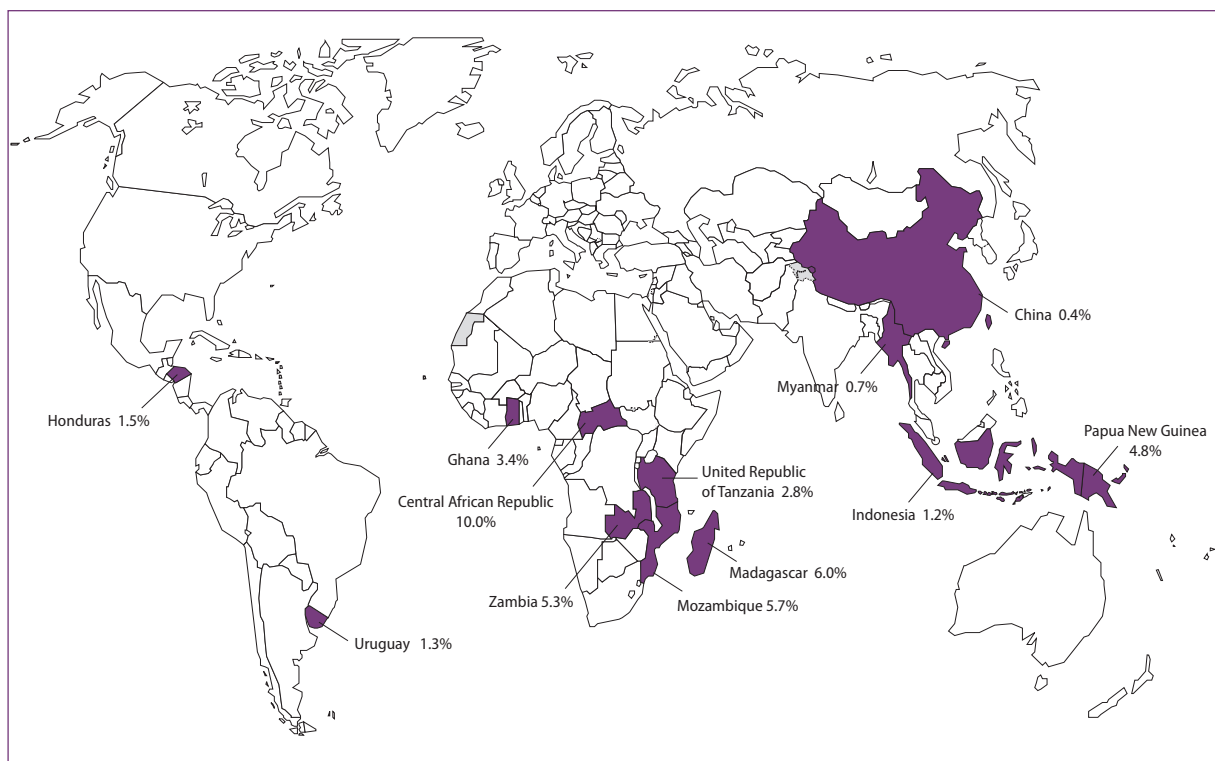 China 0.4%
Myanmar 0.7%
Honduras 1.5%
Papua New Guinea
4.8%
Ghana 3.4%
United Republic
of Tanzania 2.8%
Central African Republic
10.0%
Indonesia 1.2%
Madagascar 6.0%
Zambia 5.3%
Mozambique 5.7%
Uruguay 1.3%